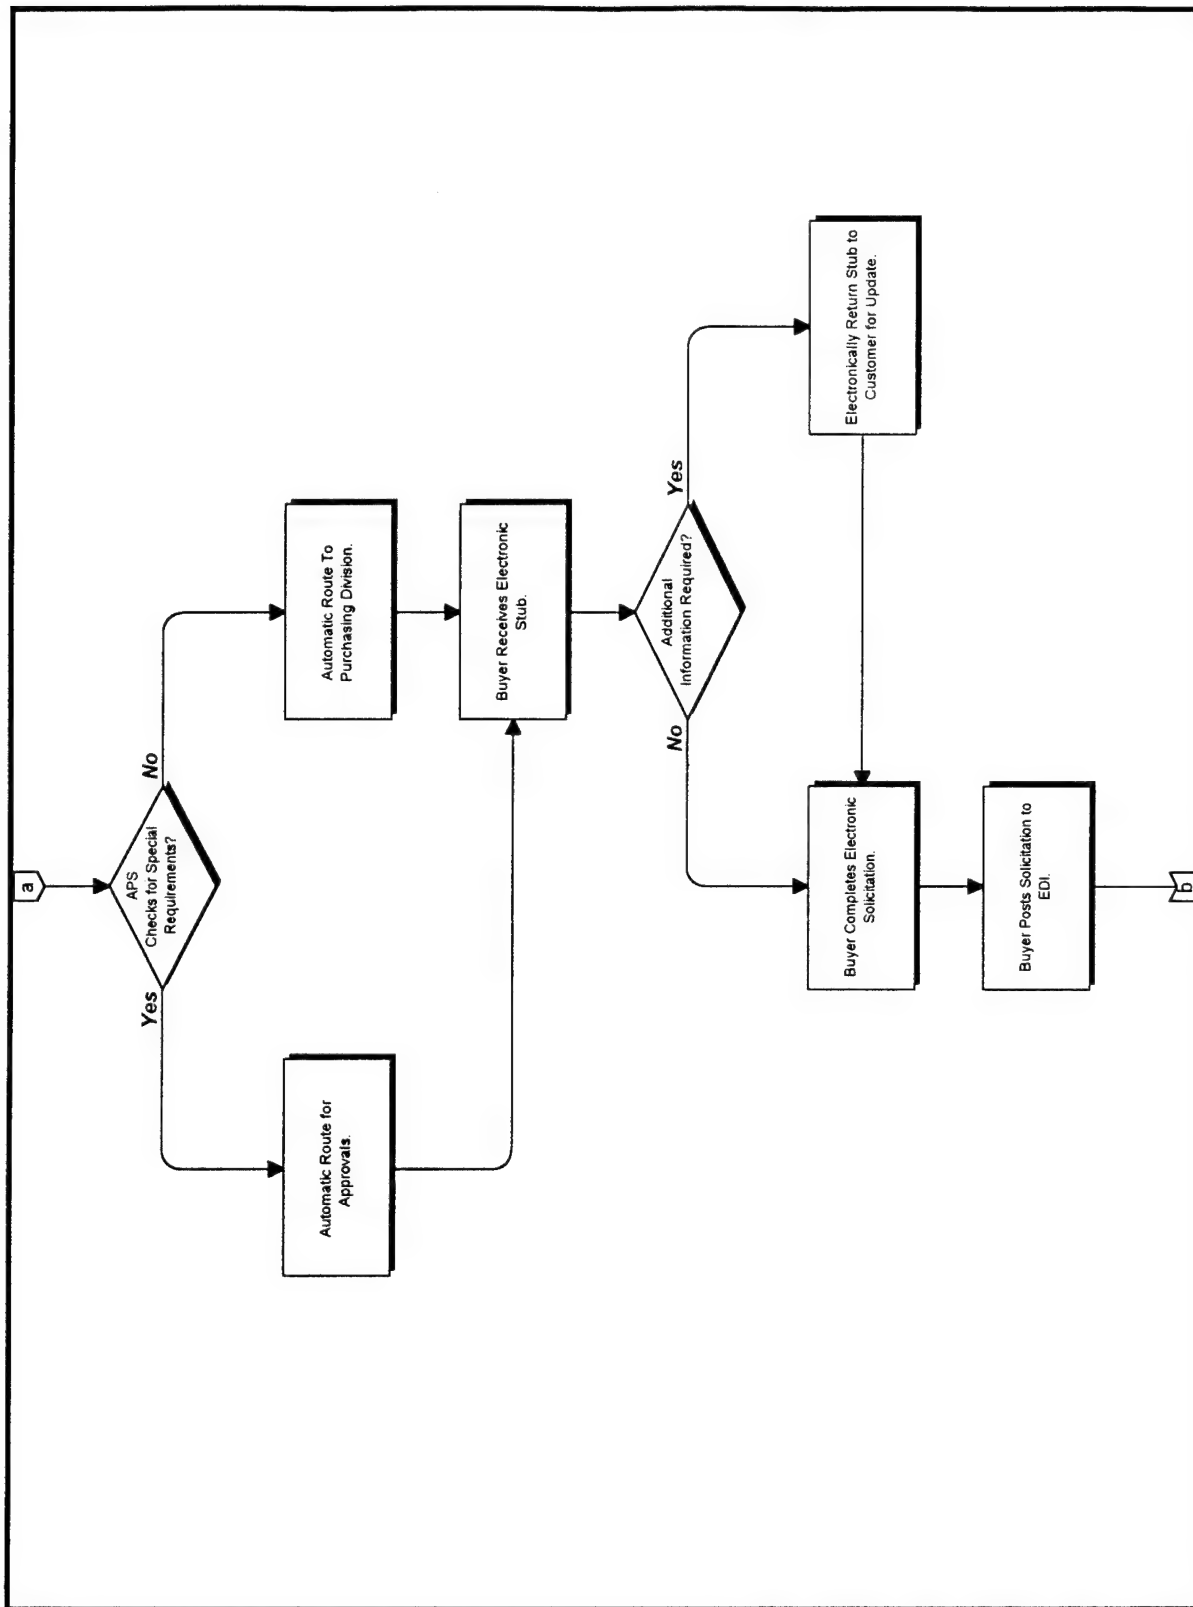 a
APS
Checks for Special
Requirements?
Yes
No
Automatic Route for
Approvals.
Automatic Route To
Purchasing Division.
Buyer Receives Electronic
Stub.
Additional
Information Required?
No
Yes
Electronically Return Stub to
Customer for Update.
Buyer Completes Electronic
Solicitation.
Buyer Posts Solicitation to
EDI.
b